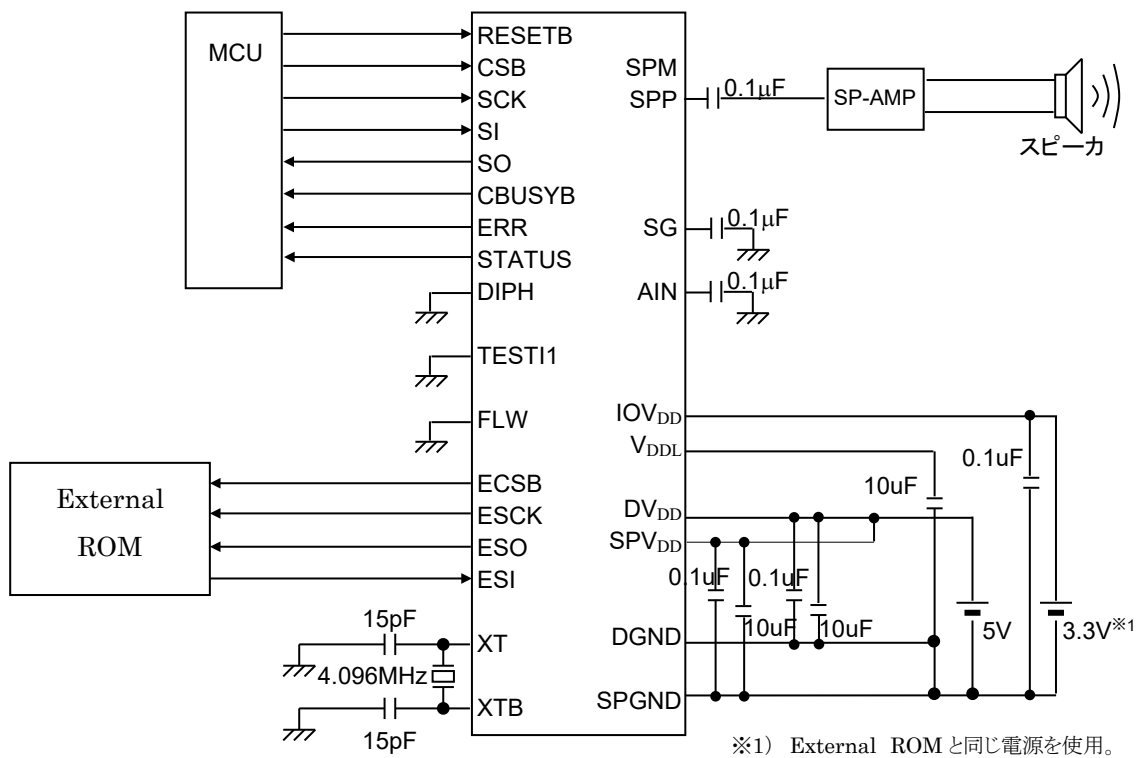 MCU
RESETB
CSB
SCK
SI
SO
CBUSYB
ERR
STATUS
DIPH
TESTI1
FLW
External
ROM
ECSB
ESCK
ESO
ESI
15pF
XT
4.096MHz
XTB
15pF
SPM
SPP
0.1μF
SP-AMP
スピーカ
SG
0.1μF
AIN
0.1μF
IOVDD
VDDL
0.1uF
10uF
DVDD
SPVDD
0.1uF
0.1uF
10uF
10uF
DGND
5V
3.3V※1
SPGND
※1) External ROMと同じ電源を使用。